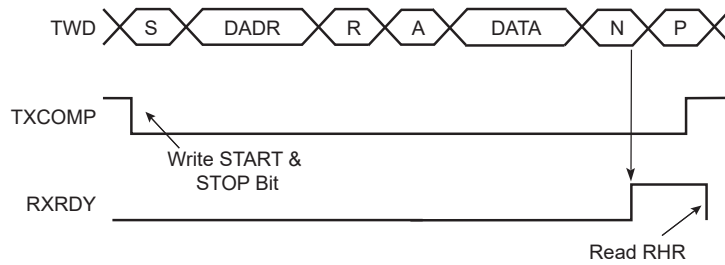 TWD S DADR R A DATA N P
TXCOMP
Write START &
STOP Bit
RXRDY
Read RHR